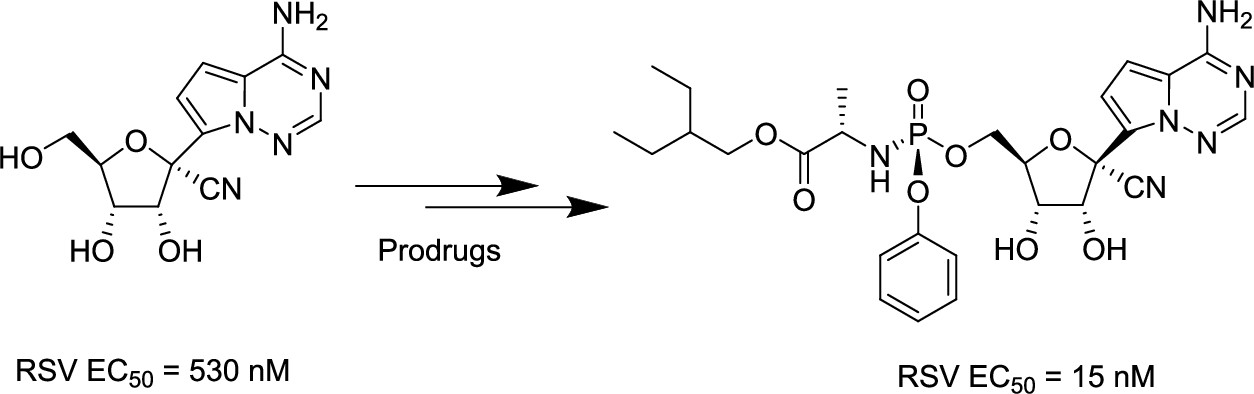 NH₂
N
N
N
O
HO
CN
HO
OH
Prodrugs
RSV EC₅₀ = 530 nM
NH₂
N
N
N
O
O
O
P
N
H
O
O
O
CN
HO
OH
RSV EC₅₀ = 15 nM